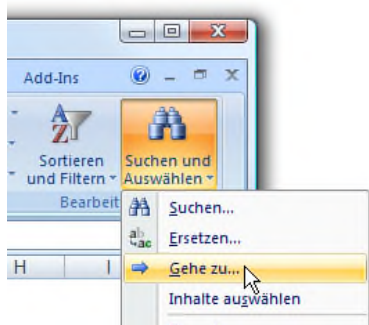 Add-Ins
Sortieren und Filtern
Suchen und Auswählen
Bearbeit
Suchen...
Ersetzen...
Gehe zu...
Inhalte auswählen
H I